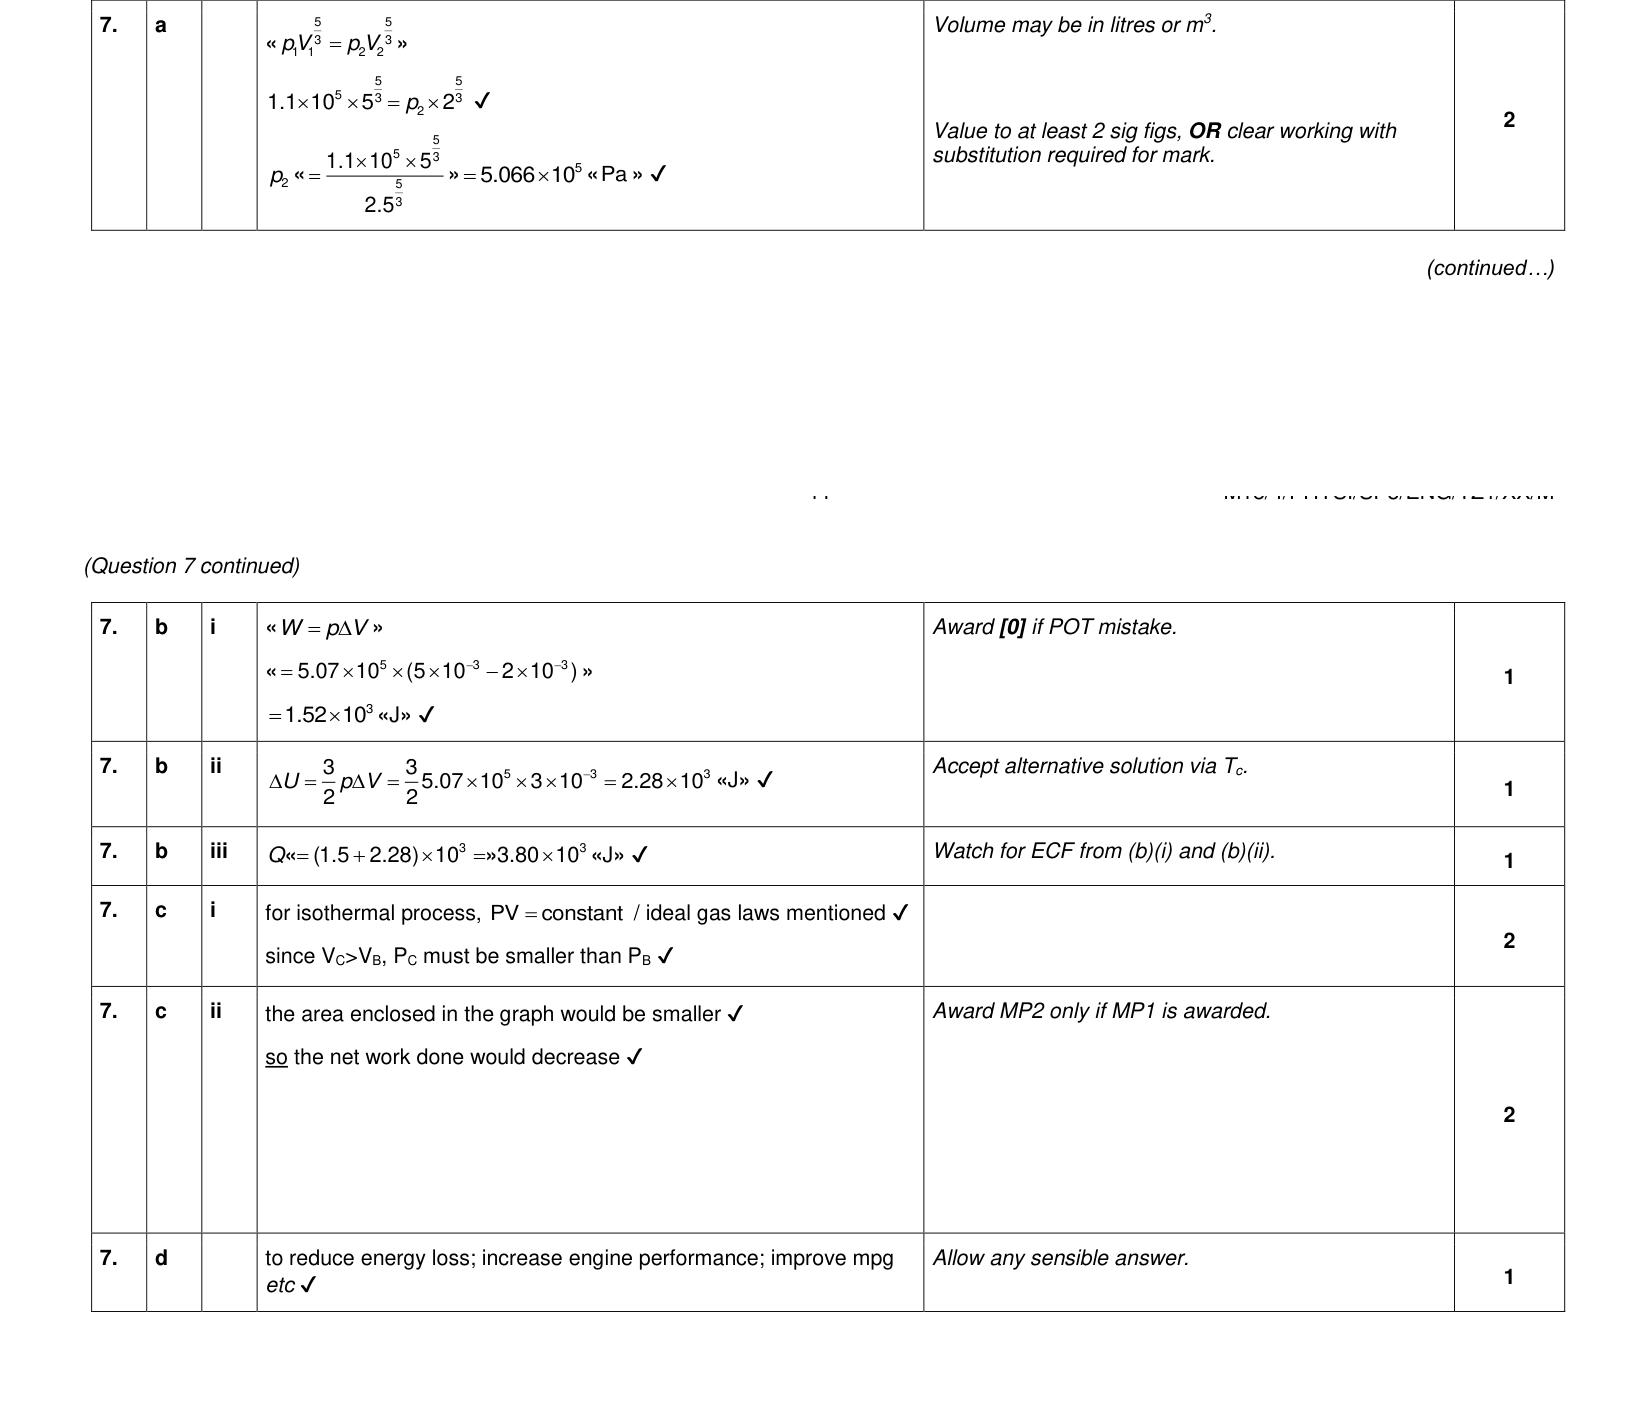 7. a « p₁V₁^(5/3) = p₂V₂^(5/3) » Volume may be in litres or m³.
1.1×10⁵ ×5^(5/3) = p₂ ×2^(5/3) ✓
p₂ « = (1.1×10⁵ ×5^(5/3)) / 2.5^(5/3) » = 5.066×10⁵ « Pa » ✓ Value to at least 2 sig figs, OR clear working with
substitution required for mark.
2
(continued…)
(Question 7 continued)
7. b i « W = pΔV » Award [0] if POT mistake.
« = 5.07×10⁵ ×(5×10⁻³ − 2×10⁻³) »
1
= 1.52×10³ «J» ✓
7. b ii ΔU = 3/2 pΔV = 3/2 5.07×10⁵ ×3×10⁻³ = 2.28×10³ «J» ✓ Accept alternative solution via T꜀.
1
7. b iii Q«= (1.5+2.28)×10³ =»3.80×10³ «J» ✓ Watch for ECF from (b)(i) and (b)(ii).
1
7. c i for isothermal process, PV = constant / ideal gas laws mentioned ✓
2
since VC>VB, PC must be smaller than PB ✓
7. c ii the area enclosed in the graph would be smaller ✓ Award MP2 only if MP1 is awarded.
so the net work done would decrease ✓
2
7. d to reduce energy loss; increase engine performance; improve mpg Allow any sensible answer.
etc ✓
1